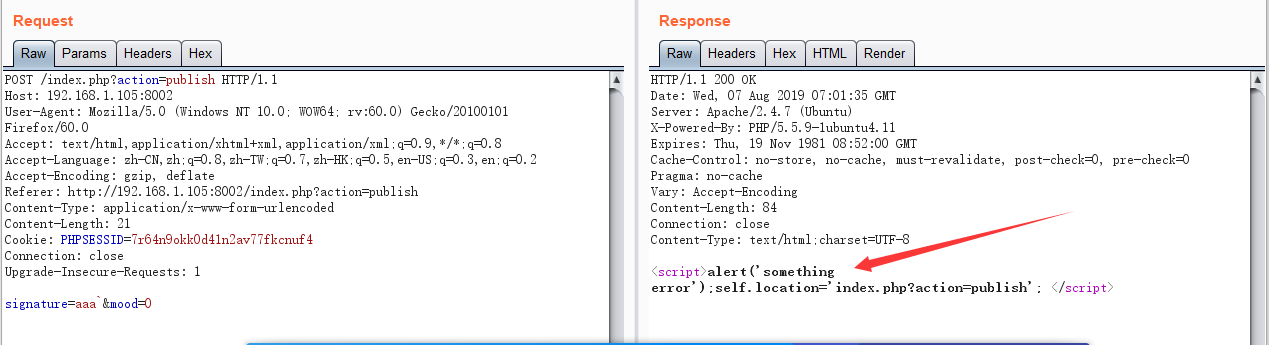 Request
Raw Params Headers Hex
POST /index.php?action=publish HTTP/1.1
Host: 192.168.1.105:8002
User-Agent: Mozilla/5.0 (Windows NT 10.0; WOW64; rv:60.0) Gecko/20100101
Firefox/60.0
Accept: text/html,application/xhtml+xml,application/xml;q=0.9,*/*;q=0.8
Accept-Language: zh-CN,zh;q=0.8,zh-TW;q=0.7,zh-HK;q=0.5,en-US;q=0.3,en;q=0.2
Accept-Encoding: gzip, deflate
Referer: http://192.168.1.105:8002/index.php?action=publish
Content-Type: application/x-www-form-urlencoded
Content-Length: 21
Cookie: PHPSESSID=7r64n9okk0d41n2av77fkcnuf4
Connection: close
Upgrade-Insecure-Requests: 1
signature=aaa`&mood=0
Response
Raw Headers Hex HTML Render
HTTP/1.1 200 OK
Date: Wed, 07 Aug 2019 07:01:35 GMT
Server: Apache/2.4.7 (Ubuntu)
X-Powered-By: PHP/5.5.9-1ubuntu4.11
Expires: Thu, 19 Nov 1981 08:52:00 GMT
Cache-Control: no-store, no-cache, must-revalidate, post-check=0, pre-check=0
Pragma: no-cache
Vary: Accept-Encoding
Content-Length: 84
Connection: close
Content-Type: text/html;charset=UTF-8
<script>alert('something
error');self.location='index.php?action=publish'; </script>